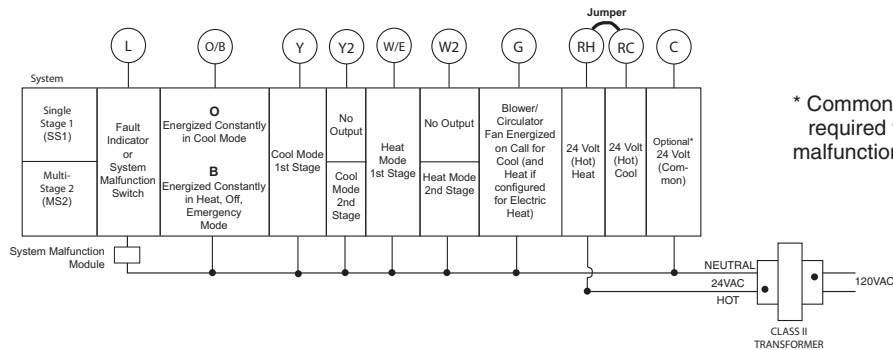 Jumper
L
O/B
Y
Y2
W/E
W2
G
RH
RC
C
System
Single
Stage 1
(SS1)
Multi-
Stage 2
(MS2)
Fault
Indicator
or
System
Malfunction
Switch
O
Energized Constantly
in Cool Mode
B
Energized Constantly
in Heat, Off,
Emergency
Mode
Cool Mode
1st Stage
No
Output
Cool
Mode
2nd
Stage
Heat
Mode
1st Stage
No Output
Heat Mode
2nd Stage
Blower/
Circulator
Fan Energized
on Call for
Cool (and
Heat if
configured
for Electric
Heat)
24 Volt
(Hot)
Heat
24 Volt
(Hot)
Cool
Optional*
24 Volt
(Com-
mon)
* Common
required
malfunction
System Malfunction
Module
NEUTRAL
24VAC
HOT
120VAC
CLASS II
TRANSFORMER